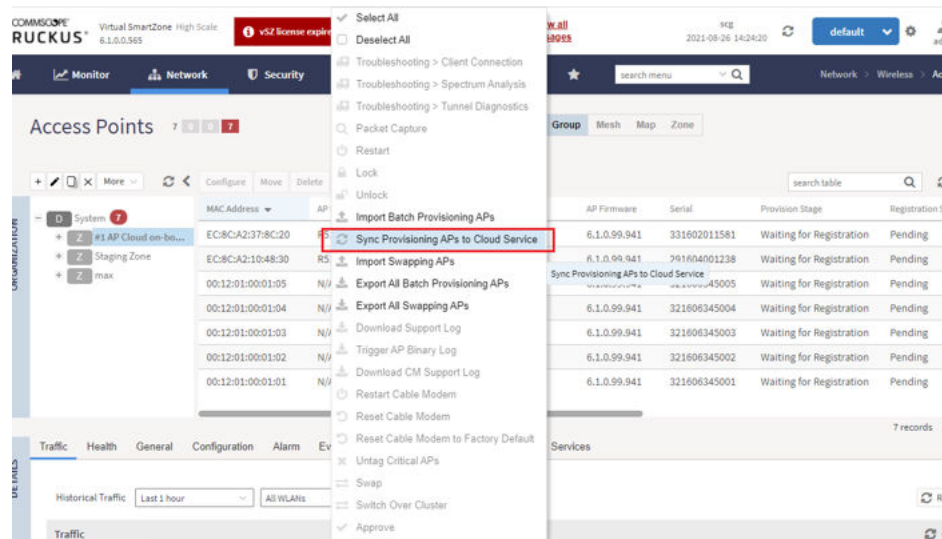 COMMSCOPE
RUCKUS
Virtual SmartZone High Scale
6.1.0.0.565
vSZ license expire
scg
2021-08-26 14:24:20
default
Monitor
Network
Security
search menu
Network > Wireless >
Access Points 7 0 0 7
Group Mesh Map Zone
More
Configure Move Delete
search table
ORGANIZATION
D System 7
Z #1 AP Cloud on-bo...
Z Staging Zone
Z max
MAC Address
AP Firmware Serial Provision Stage Registration
EC:8C:A2:37:8C:20
6.1.0.99.941 331602011581 Waiting for Registration Pending
EC:8C:A2:10:48:30
6.1.0.99.941 291604001238 Waiting for Registration Pending
00:12:01:00:01:05
Waiting for Registration Pending
00:12:01:00:01:04
6.1.0.99.941 321606345004 Waiting for Registration Pending
00:12:01:00:01:03
6.1.0.99.941 321606345003 Waiting for Registration Pending
00:12:01:00:01:02
6.1.0.99.941 321606345002 Waiting for Registration Pending
00:12:01:00:01:01
6.1.0.99.941 321606345001 Waiting for Registration Pending
7 records
Select All
Deselect All
Troubleshooting > Client Connection
Troubleshooting > Spectrum Analysis
Troubleshooting > Tunnel Diagnostics
Packet Capture
Restart
Lock
Unlock
Import Batch Provisioning APs
Sync Provisioning APs to Cloud Service
Import Swapping APs
Sync Provisioning APs to Cloud Service
Export All Batch Provisioning APs
Export All Swapping APs
Download Support Log
Trigger AP Binary Log
Download CM Support Log
Restart Cable Modem
Reset Cable Modem
Reset Cable Modem to Factory Default
Untag Critical APs
Swap
Switch Over Cluster
Approve
DETAILS
Traffic Health General Configuration Alarm
Services
Historical Traffic Last 1 hour All WLANs
Traffic